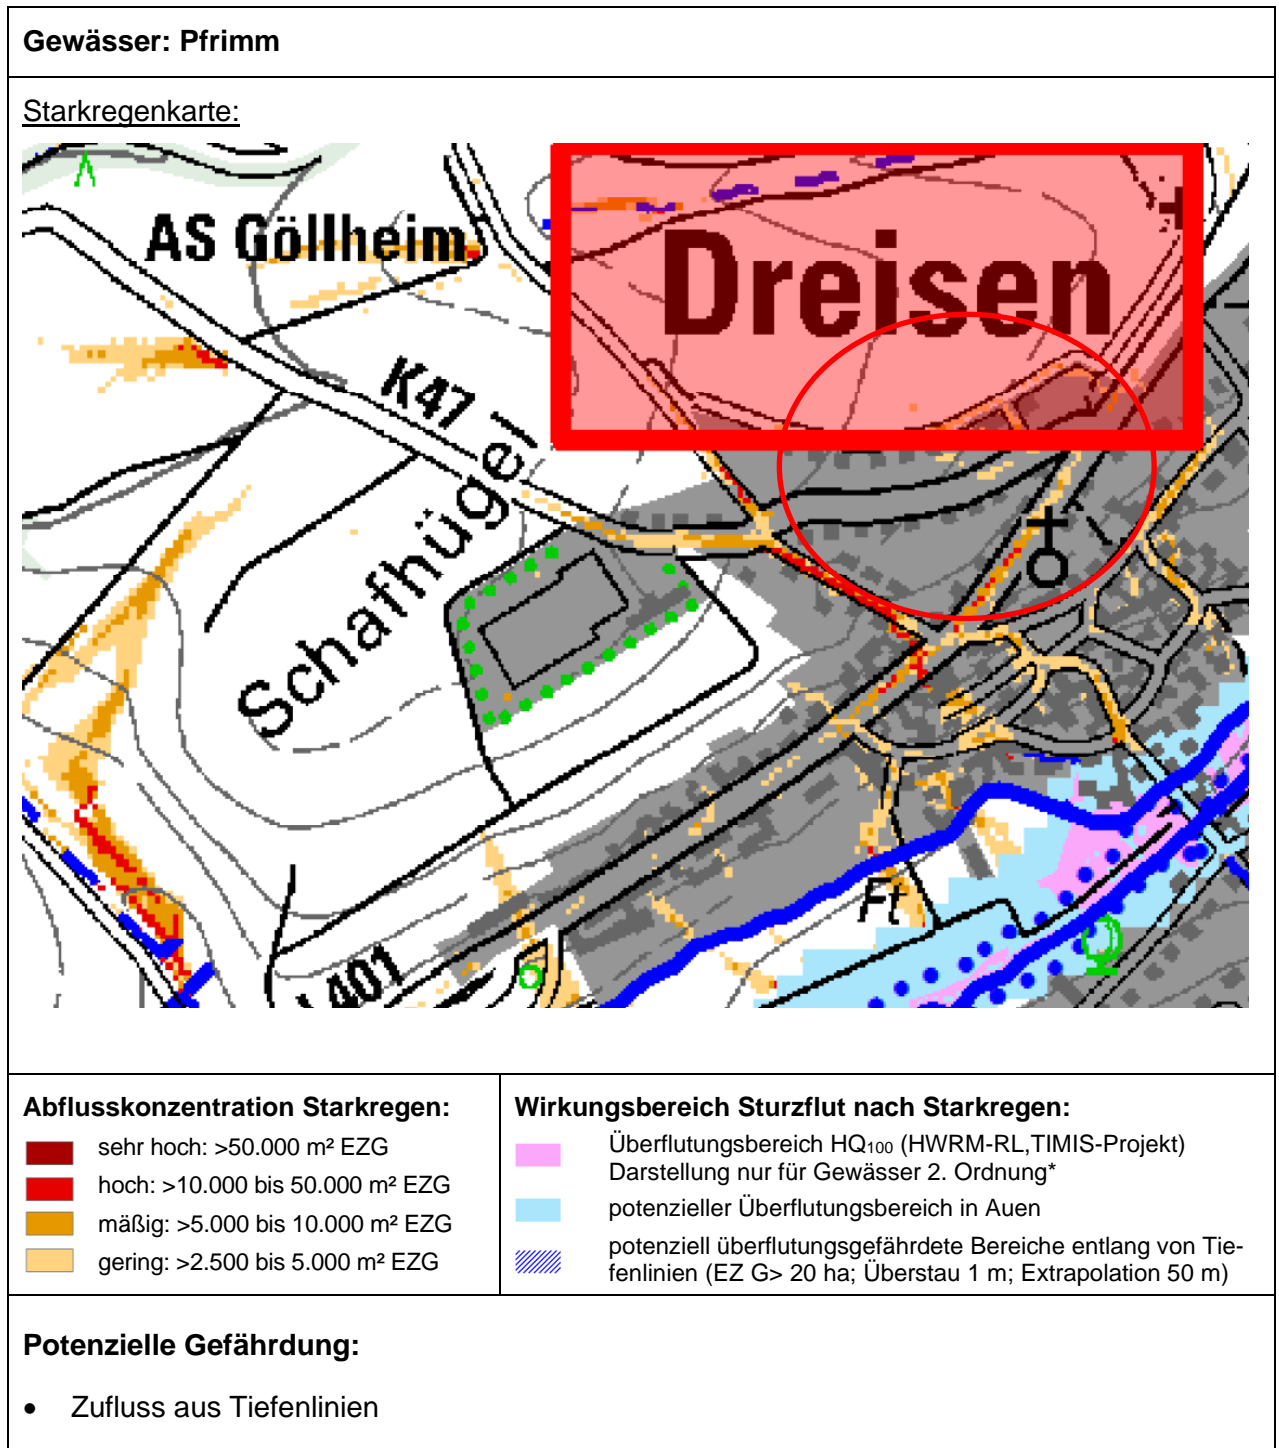 Gewässer: Pfrimm
Starkregenkarte:
AS Göllheim
Dreisen
K47
Schafhügel
Ft
L401
Abflusskonzentration Starkregen:
sehr hoch: >50.000 m² EZG
hoch: >10.000 bis 50.000 m² EZG
mäßig: >5.000 bis 10.000 m² EZG
gering: >2.500 bis 5.000 m² EZG
Wirkungsbereich Sturzflut nach Starkregen:
Überflutungsbereich HQ100 (HWRM-RL,TIMIS-Projekt)
Darstellung nur für Gewässer 2. Ordnung*
potenzieller Überflutungsbereich in Auen
potenziell überflutungsgefährdete Bereiche entlang von Tie-
fenlinien (EZ G> 20 ha; Überstau 1 m; Extrapolation 50 m)
Potenzielle Gefährdung:
• Zufluss aus Tiefenlinien